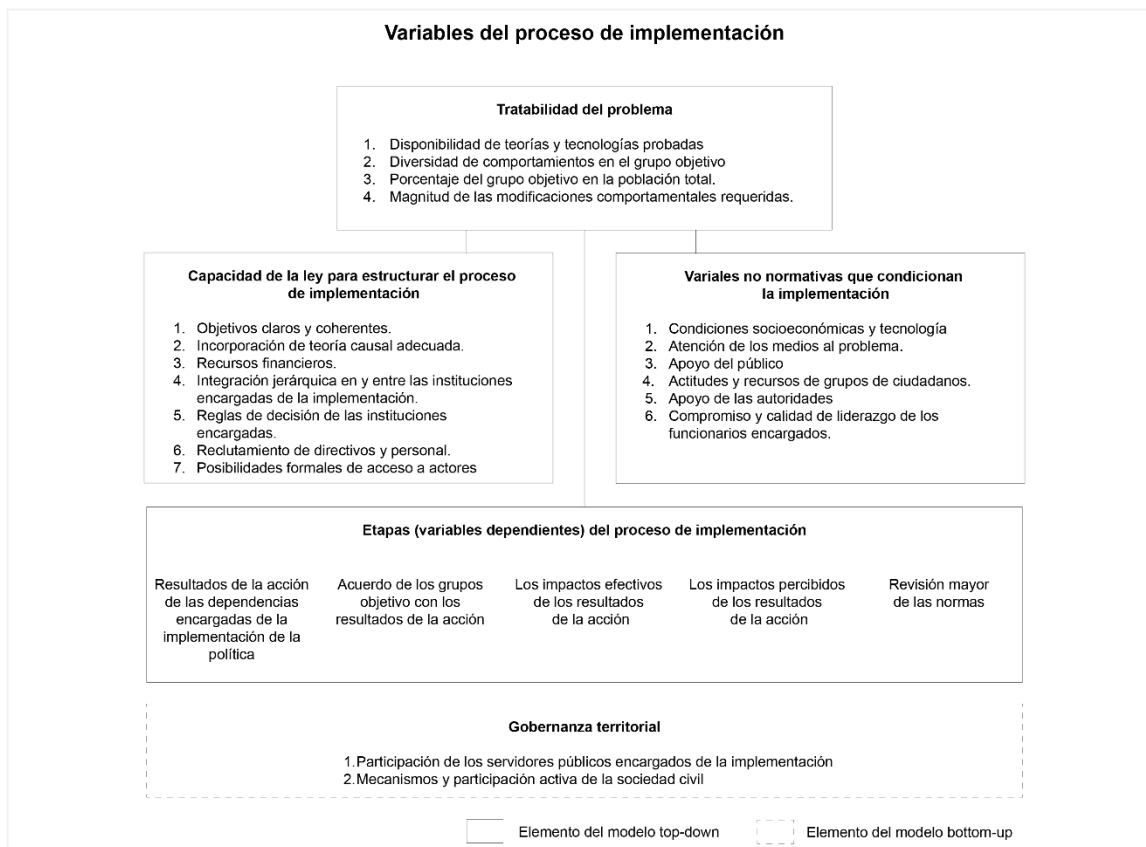 Variables del proceso de implementación
Tratabilidad del problema
1. Disponibilidad de teorías y tecnologías probadas
2. Diversidad de comportamientos en el grupo objetivo
3. Porcentaje del grupo objetivo en la población total.
4. Magnitud de las modificaciones comportamentales requeridas.
Capacidad de la ley para estructurar el proceso
de implementación
1. Objetivos claros y coherentes.
2. Incorporación de teoría causal adecuada.
3. Recursos financieros.
4. Integración jerárquica en y entre las instituciones
encargadas de la implementación.
5. Reglas de decisión de las instituciones
encargadas.
6. Reclutamiento de directivos y personal.
7. Posibilidades formales de acceso a actores
Variales no normativas que condicionan
la implementación
1. Condiciones socioeconómicas y tecnología
2. Atención de los medios al problema.
3. Apoyo del público
4. Actitudes y recursos de grupos de ciudadanos.
5. Apoyo de las autoridades
6. Compromiso y calidad de liderazgo de los
funcionarios encargados.
Etapas (variables dependientes) del proceso de implementación
Resultados de la acción
de las dependencias
encargadas de la
implementación de la
política
Acuerdo de los grupos
objetivo con los
resultados de la acción
Los impactos efectivos
de los resultados
de la acción
Los impactos percibidos
de los resultados
de la acción
Revisión mayor
de las normas
Gobernanza territorial
1.Participación de los servidores públicos encargados de la implementación
2.Mecanismos y participación activa de la sociedad civil
Elemento del modelo top-down
Elemento del modelo bottom-up